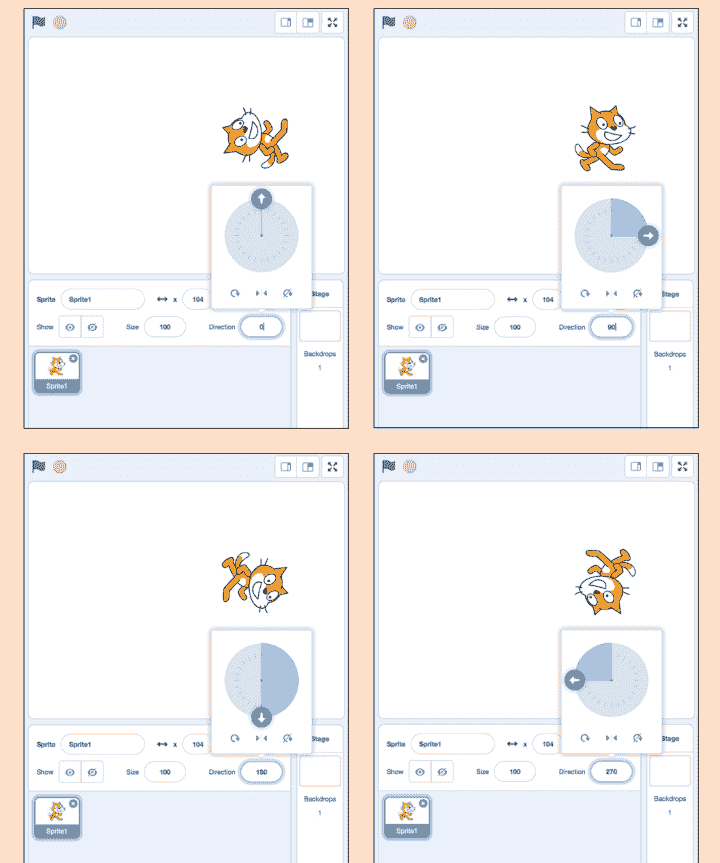 Sprite Sprite1 x 104 Stage
Show Size 100 Direction 0
Backdrops
1
Sprite1
Sprite Sprite1 x 104 Stage
Show Size 100 Direction 90
Backdrops
1
Sprite1
Sprite Sprite1 x 104 Stage
Show Size 100 Direction 180
Backdrops
1
Sprite1
Sprite Sprite1 x 104 Stage
Show Size 100 Direction 270
Backdrops
1
Sprite1